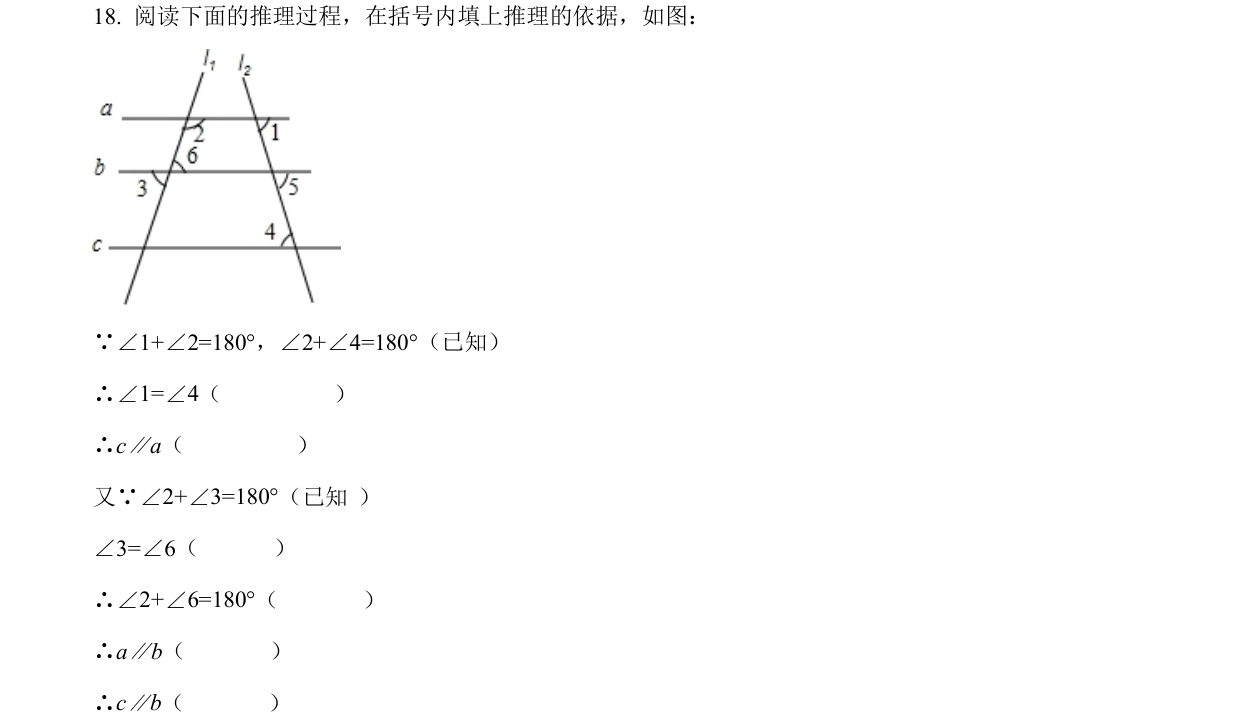 18. 阅读下面的推理过程，在括号内填上推理的依据，如图：
l₁ l₂
a
2 1
6
b
3 5
4
c
∵∠1+∠2=180°，∠2+∠4=180°（已知）
∴∠1=∠4（ ）
∴c∥a（ ）
又∵∠2+∠3=180°（已知 ）
∠3=∠6（ ）
∴∠2+∠6=180°（ ）
∴a∥b（ ）
∴c∥b（ ）